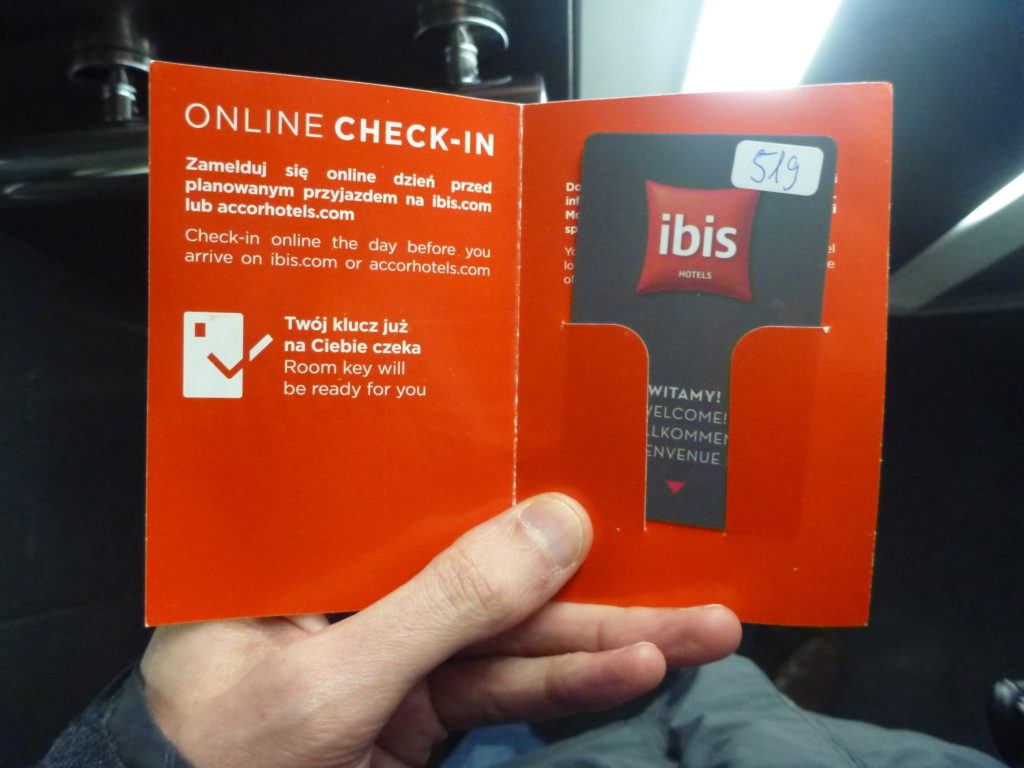 ONLINE CHECK-IN
Zamelduj się online dzień przed
planowanym przyjazdem na ibis.com
lub accorhotels.com
Check-in online the day before you
arrive on ibis.com or accorhotels.com
Twój klucz już
na Ciebie czeka
Room key will
be ready for you
519
ibis
HOTELS
WITAMY!